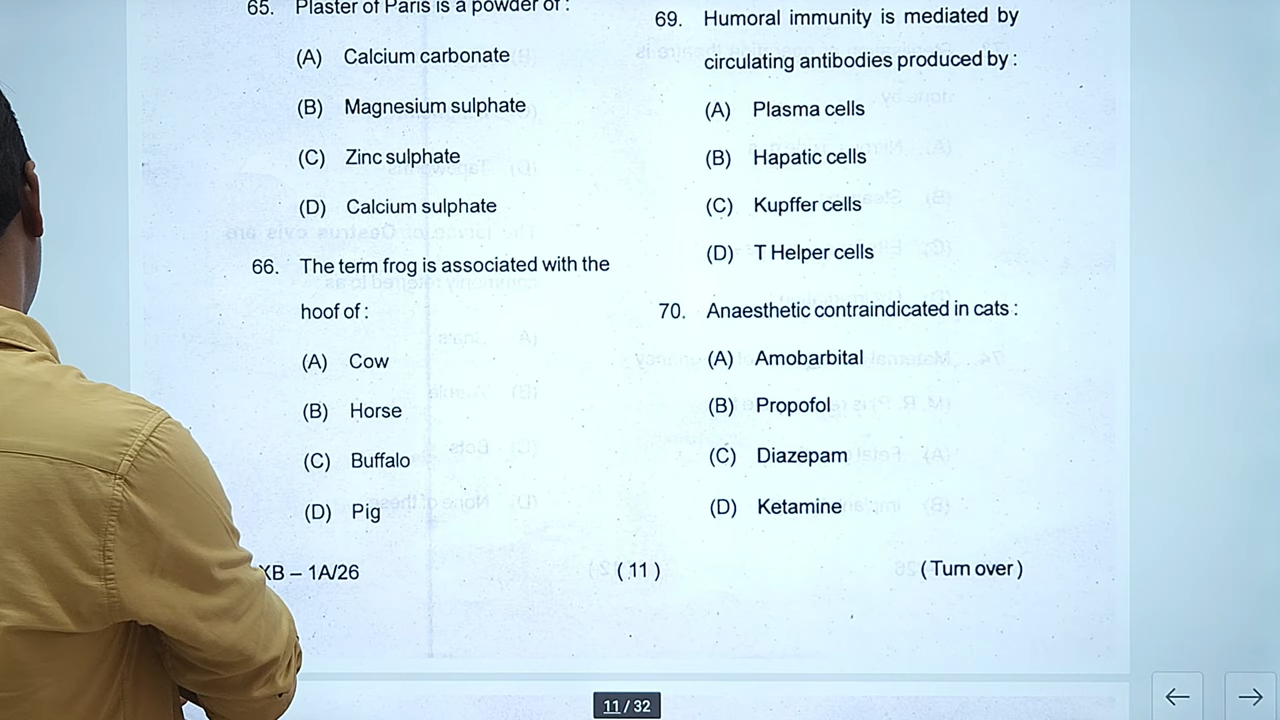 65. Plaster of Paris is a powder of :
(A) Calcium carbonate
(B) Magnesium sulphate
(C) Zinc sulphate
(D) Calcium sulphate
66. The term frog is associated with the
hoof of :
(A) Cow
(B) Horse
(C) Buffalo
(D) Pig
XB – 1A/26
69. Humoral immunity is mediated by
circulating antibodies produced by :
(A) Plasma cells
(B) Hapatic cells
(C) Kupffer cells
(D) T Helper cells
70. Anaesthetic contraindicated in cats :
(A) Amobarbital
(B) Propofol
(C) Diazepam
(D) Ketamine
( 11 )
( Turn over )
11 / 32